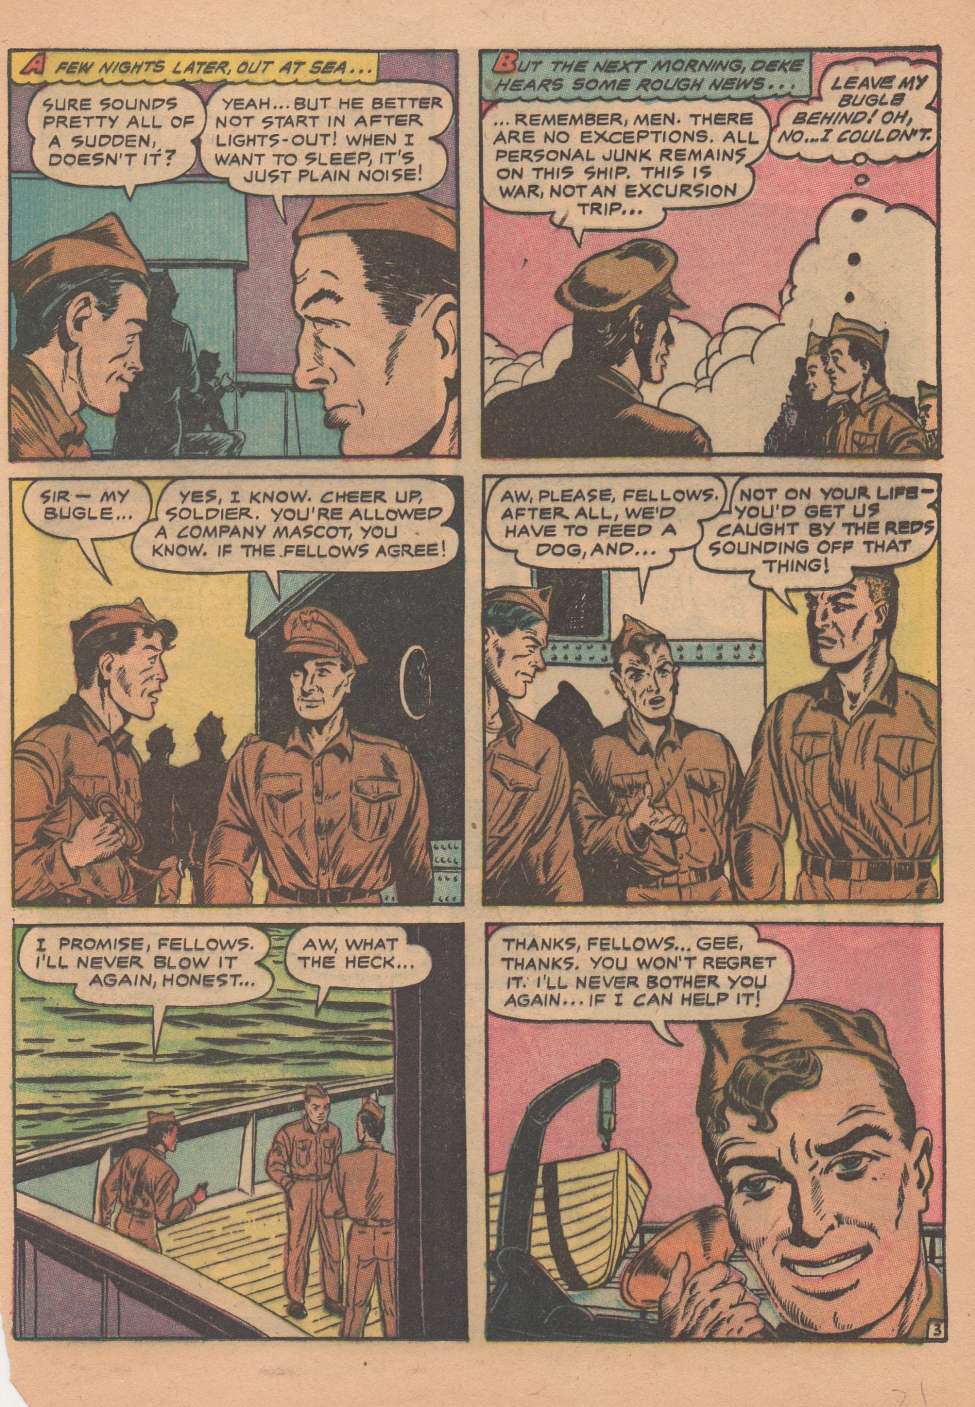 A FEW NIGHTS LATER, OUT AT SEA...
SURE SOUNDS
PRETTY ALL OF
A SUDDEN,
DOESN'T IT?
YEAH... BUT HE BETTER
NOT START IN AFTER
LIGHTS-OUT! WHEN I
WANT TO SLEEP, IT'S
JUST PLAIN NOISE!
BUT THE NEXT MORNING, DEKE
HEARS SOME ROUGH NEWS...
... REMEMBER, MEN. THERE
ARE NO EXCEPTIONS. ALL
PERSONAL JUNK REMAINS
ON THIS SHIP. THIS IS
WAR, NOT AN EXCURSION
TRIP...
LEAVE MY
BUGLE
BEHIND! OH,
NO...I COULDN'T.
SIR— MY
BUGLE...
YES, I KNOW. CHEER UP,
SOLDIER. YOU'RE ALLOWED
A COMPANY MASCOT, YOU
KNOW. IF THE FELLOWS AGREE!
AW, PLEASE, FELLOWS.
AFTER ALL, WE'D
HAVE TO FEED A
DOG, AND...
NOT ON YOUR LIFE—
YOU'D GET US
CAUGHT BY THE REDS
SOUNDING OFF THAT
THING!
I PROMISE, FELLOWS.
I'LL NEVER BLOW IT
AGAIN, HONEST...
AW, WHAT
THE HECK...
THANKS, FELLOWS... GEE,
THANKS. YOU WON'T REGRET
IT. I'LL NEVER BOTHER YOU
AGAIN... IF I CAN HELP IT!
3